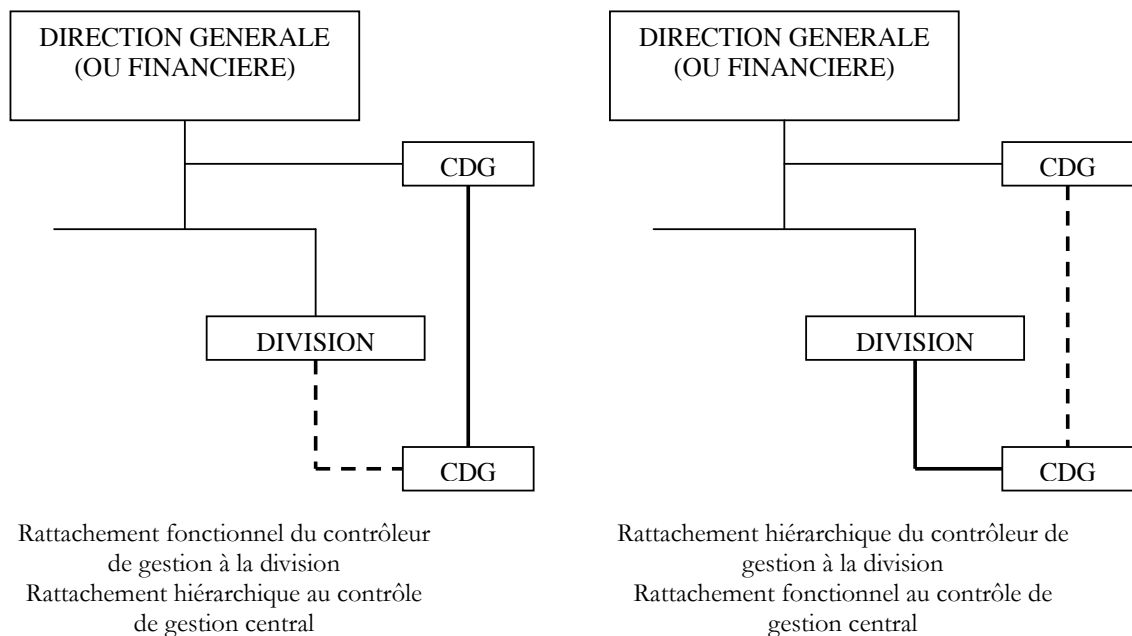 DIRECTION GENERALE
(OU FINANCIERE)
CDG
DIVISION
CDG
Rattachement fonctionnel du contrôleur
de gestion à la division
Rattachement hiérarchique au contrôle
de gestion central
DIRECTION GENERALE
(OU FINANCIERE)
CDG
DIVISION
CDG
Rattachement hiérarchique du contrôleur de
gestion à la division
Rattachement fonctionnel au contrôle de
gestion central